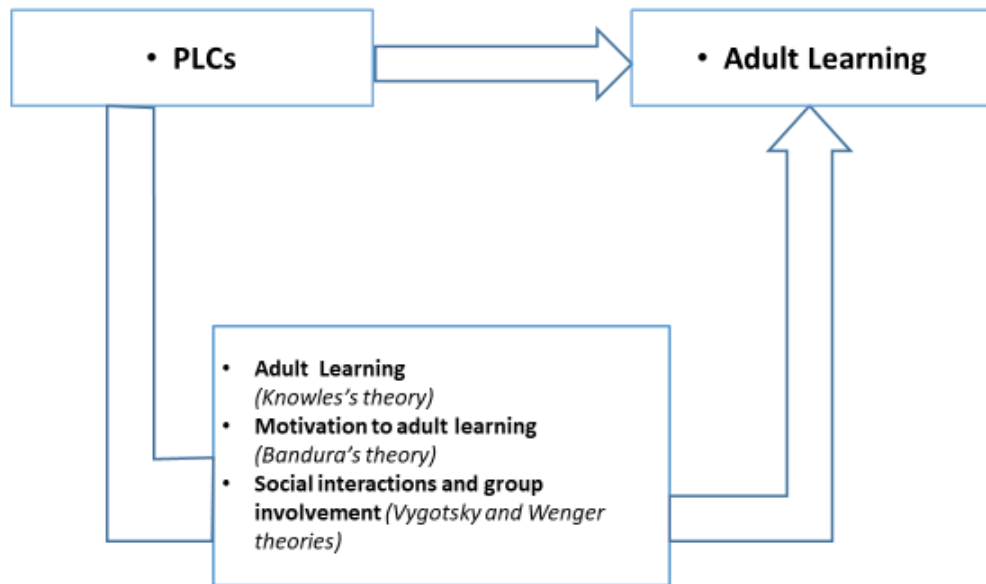 • PLCs
• Adult Learning
• Adult Learning
(Knowles's theory)
• Motivation to adult learning
(Bandura's theory)
• Social interactions and group
involvement (Vygotsky and Wenger
theories)